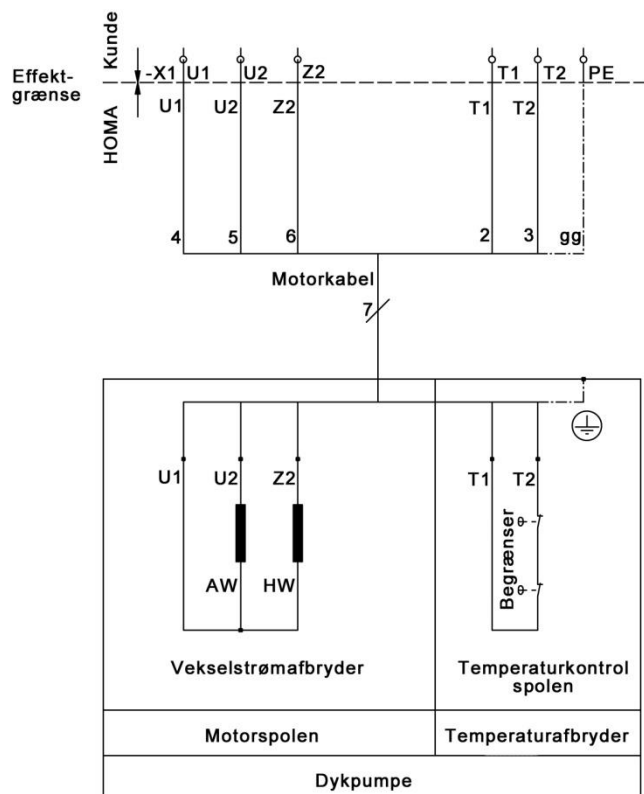 Kunde
Effekt-
grænse
HOMA
-X1 U1 U2 Z2 T1 T2 PE
U1 U2 Z2 T1 T2
4 5 6 2 3 gg
Motorkabel
7
U1 U2 Z2 T1 T2
Begrænser
AW HW
Vekselstrømafbryder
Temperaturkontrol
spolen
Motorspolen
Temperaturafbryder
Dykpumpe